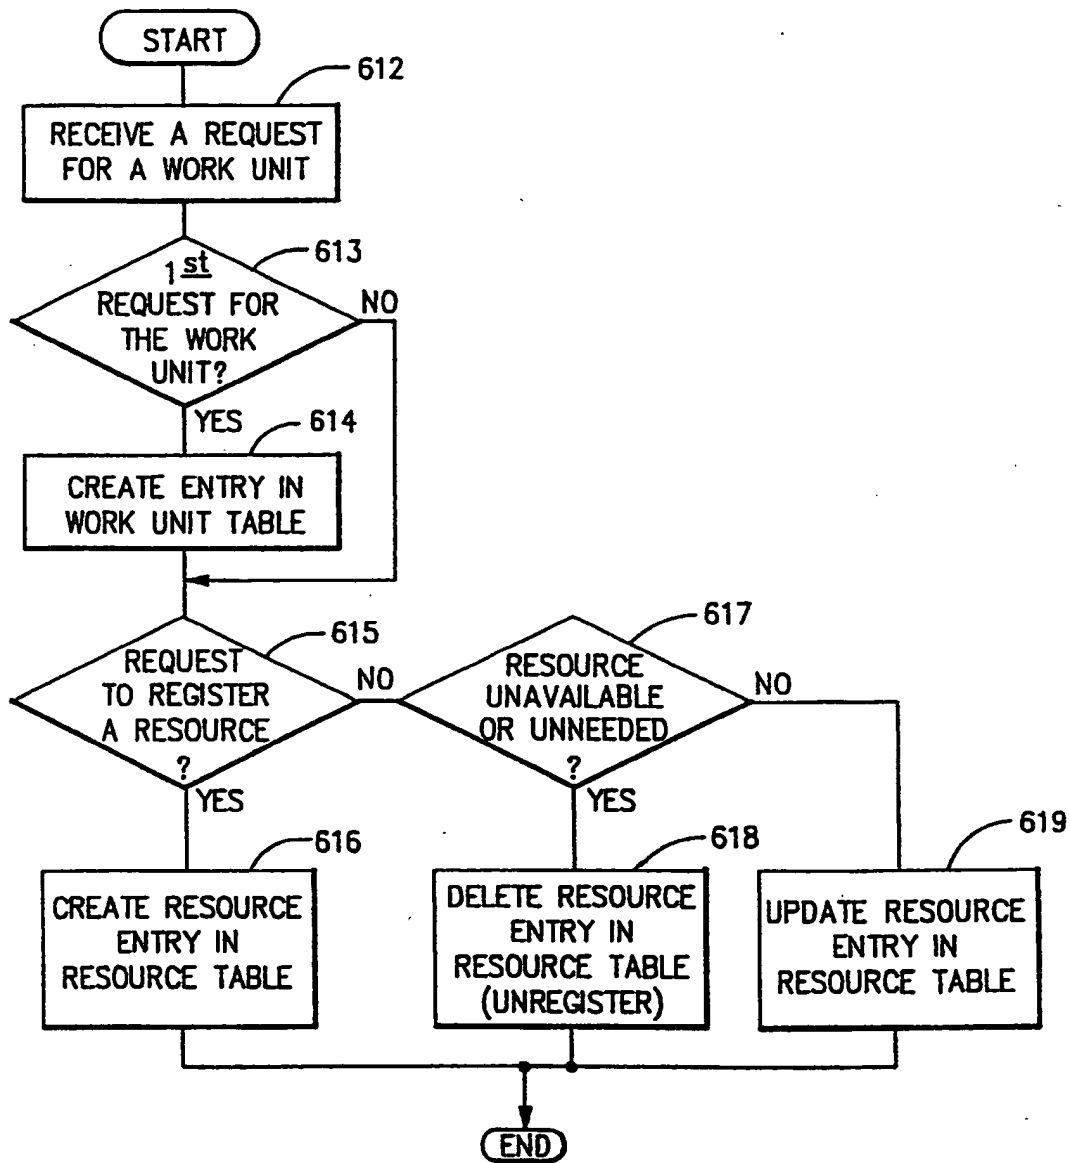 START
612
RECEIVE A REQUEST
FOR A WORK UNIT
613
1st
REQUEST FOR
THE WORK
UNIT?
NO
YES
614
CREATE ENTRY IN
WORK UNIT TABLE
615
REQUEST
TO REGISTER
A RESOURCE
?
NO
YES
617
RESOURCE
UNAVAILABLE
OR UNNEEDED
?
NO
YES
616
CREATE RESOURCE
ENTRY IN
RESOURCE TABLE
618
DELETE RESOURCE
ENTRY IN
RESOURCE TABLE
(UNREGISTER)
619
UPDATE RESOURCE
ENTRY IN
RESOURCE TABLE
END